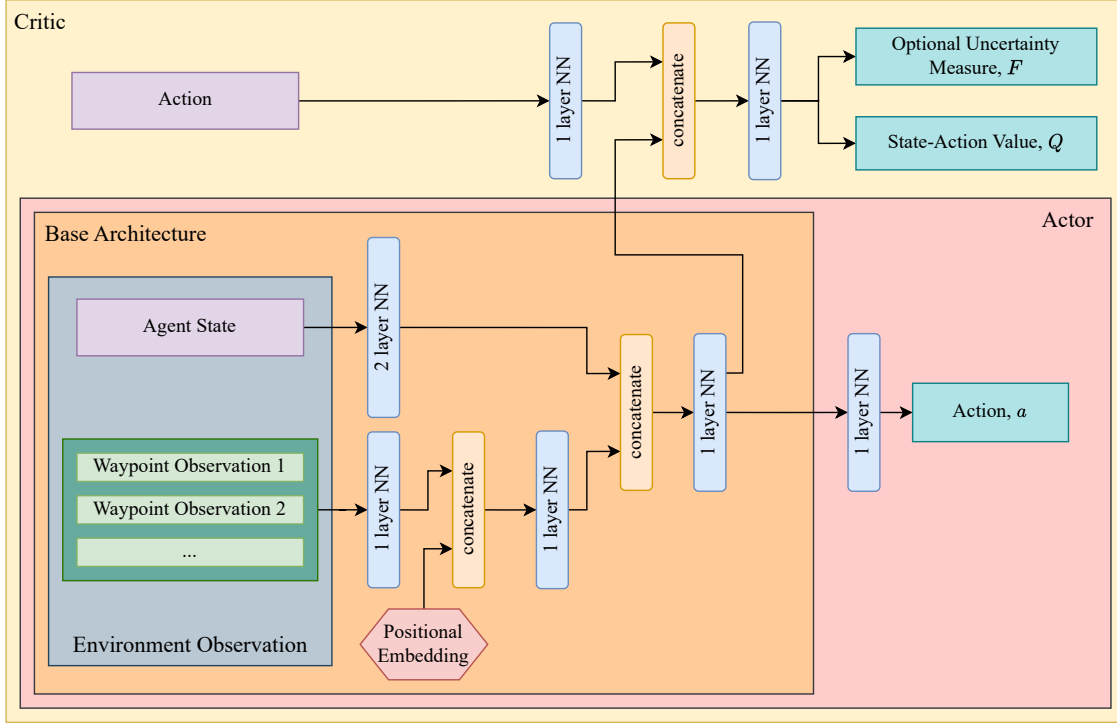 Critic
Action
1 layer NN
concatenate
1 layer NN
Optional Uncertainty
Measure, F
State-Action Value, Q
Actor
Base Architecture
Agent State
2 layer NN
Waypoint Observation 1
Waypoint Observation 2
...
Environment Observation
1 layer NN
concatenate
Positional
Embedding
1 layer NN
concatenate
1 layer NN
1 layer NN
Action, a